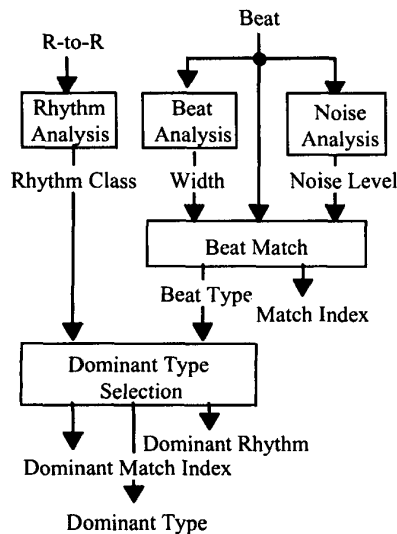 Beat
R-to-R
Rhythm
Analysis
Beat
Analysis
Noise
Analysis
Rhythm Class
Width
Noise Level
Beat Match
Beat Type
Match Index
Dominant Type
Selection
Dominant Rhythm
Dominant Match Index
Dominant Type